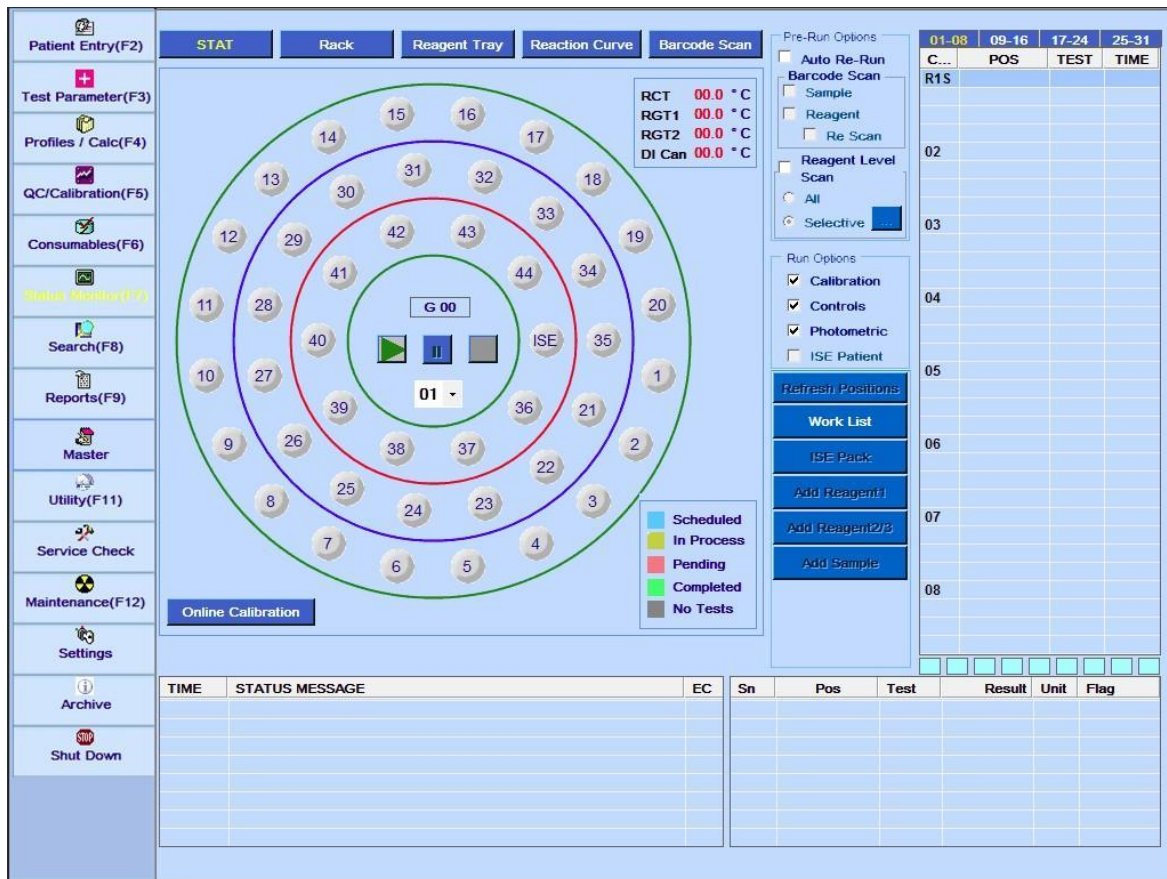 Patient Entry(F2)
Test Parameter(F3)
Profiles / Calc(F4)
QC/Calibration(F5)
Consumables(F6)
Status Monitor(F7)
Search(F8)
Reports(F9)
Master
Utility(F11)
Service Check
Maintenance(F12)
Settings
Archive
STOP
Shut Down
STAT
Rack
Reagent Tray
Reaction Curve
Barcode Scan
RCT 00.0 °C
RGT1 00.0 °C
RGT2 00.0 °C
DI Can 00.0 °C
1
2
3
4
5
6
7
8
9
10
11
12
13
14
15
16
17
18
19
20
21
22
23
24
25
26
27
28
29
30
31
32
33
34
35
36
37
38
39
40
41
42
43
44
ISE
G 00
01
Scheduled
In Process
Pending
Completed
No Tests
Online Calibration
Pre-Run Options
Auto Re-Run
Barcode Scan
Sample
Reagent
Re Scan
Reagent Level
Scan
All
Selective ...
Run Options
Calibration
Controls
Photometric
ISE Patient
Refresh Positions
Work List
ISE Pack
Add Reagent1
Add Reagent2/3
Add Sample
01-08 09-16 17-24 25-31
C... POS TEST TIME
R1S
02
03
04
05
06
07
08
TIME STATUS MESSAGE EC
Sn Pos Test Result Unit Flag